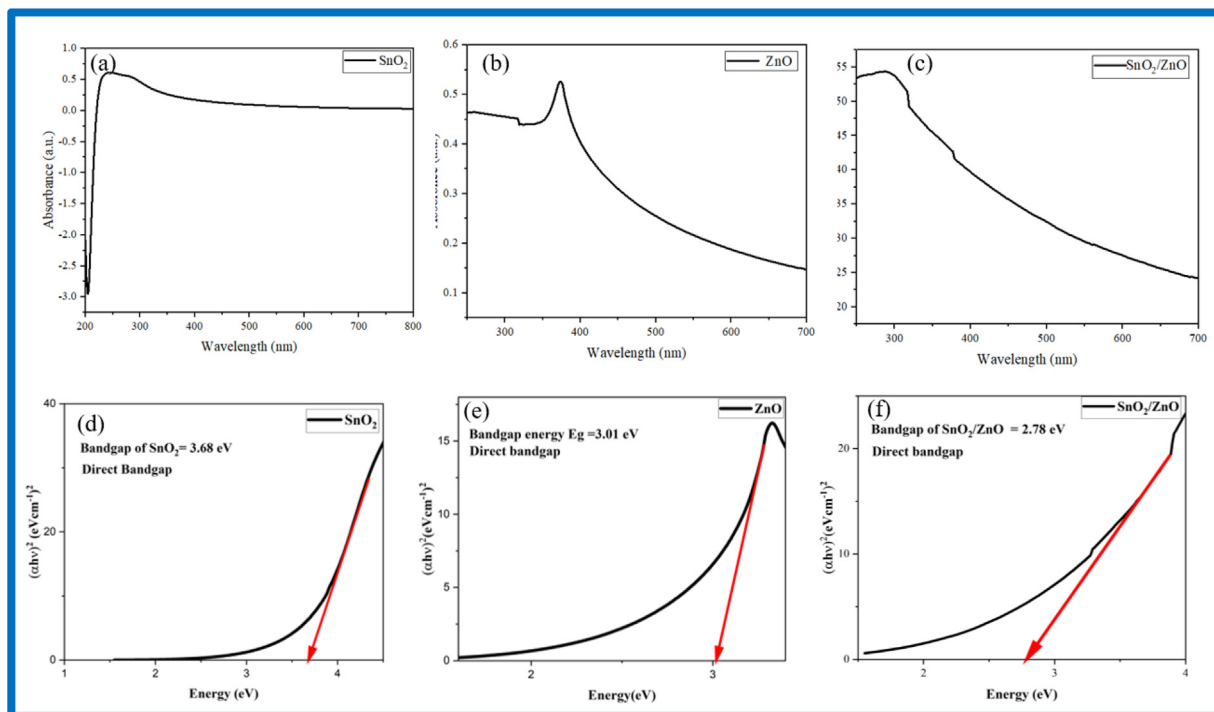 (a)
SnO₂
1.0
0.5
0.0
-0.5
-1.0
-1.5
-2.0
-2.5
-3.0
Absorbance (a.u.)
200 300 400 500 600 700 800
Wavelength (nm)
(b)
ZnO
0.6
0.5
0.4
0.3
0.2
0.1
300 400 500 600 700
Wavelength (nm)
(c)
SnO₂/ZnO
55
50
45
40
35
30
25
20
300 400 500 600 700
Wavelength (nm)
(d)
SnO₂
Bandgap of SnO₂= 3.68 eV
Direct Bandgap
40
20
0
(αhν)² (eVcm⁻¹)²
1 2 3 4
Energy (eV)
(e)
ZnO
Bandgap energy Eg =3.01 eV
Direct bandgap
15
10
5
0
(αhν)²(eVcm⁻¹)²
2 3
Energy(eV)
(f)
SnO₂/ZnO
Bandgap of SnO₂/ZnO = 2.78 eV
Direct bandgap
20
10
0
(αhν)²(eVcm⁻¹)²
2 3 4
Energy (eV)